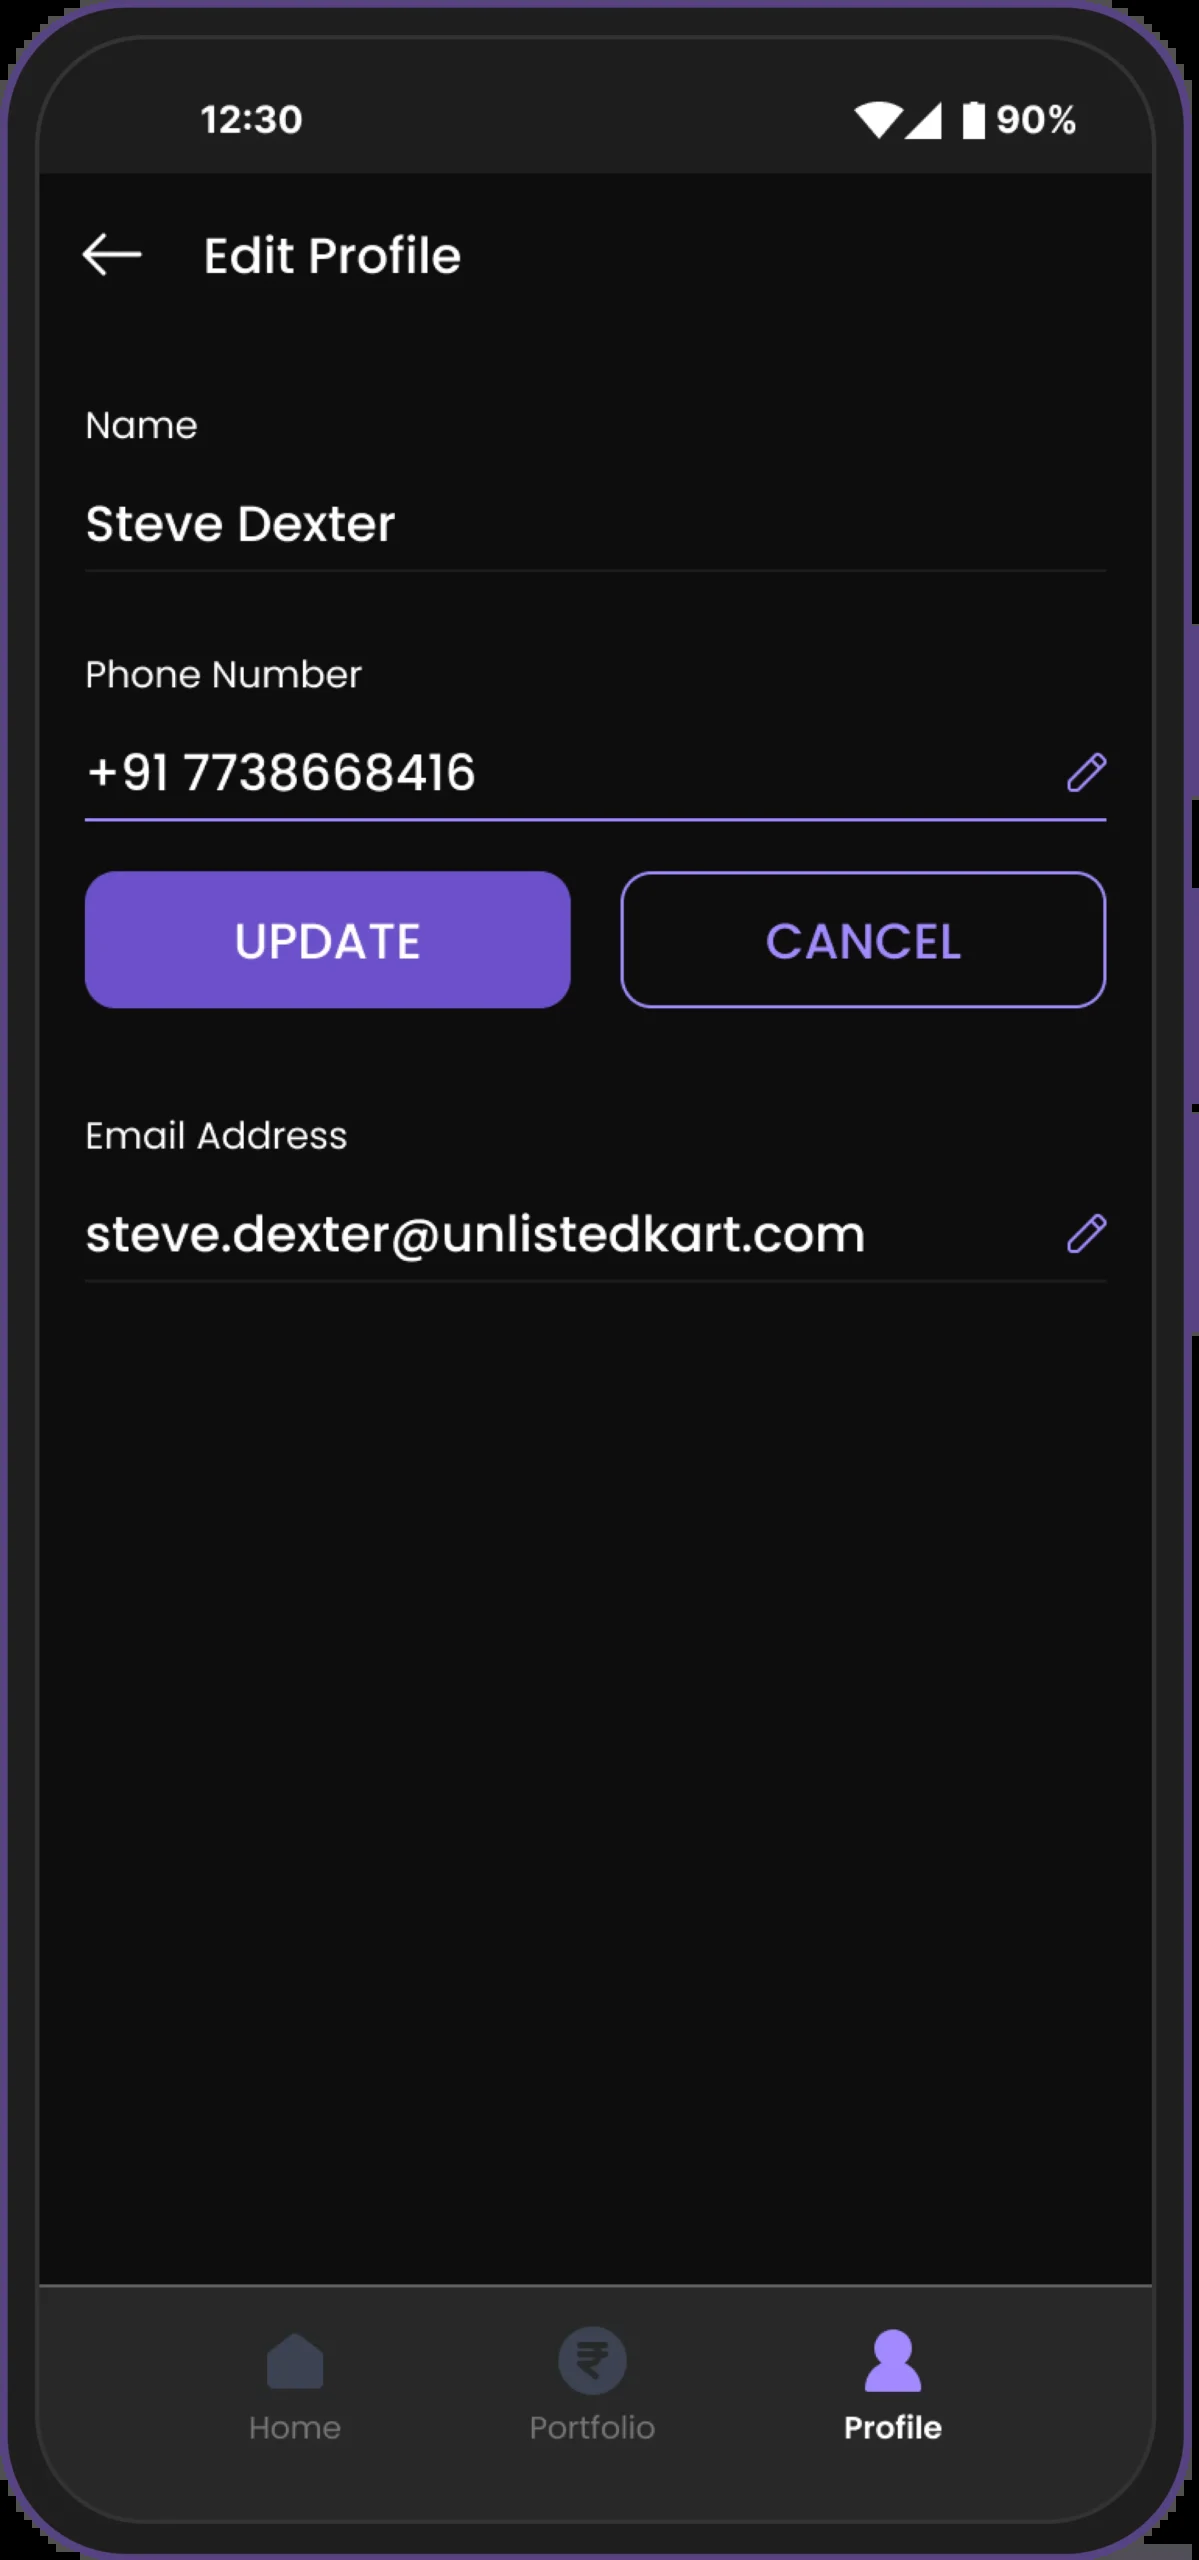 12:30 90%
Edit Profile
Name
Steve Dexter
Phone Number
+91 7738668416
UPDATE CANCEL
Email Address
steve.dexter@unlistedkart.com
₹
Home Portfolio Profile